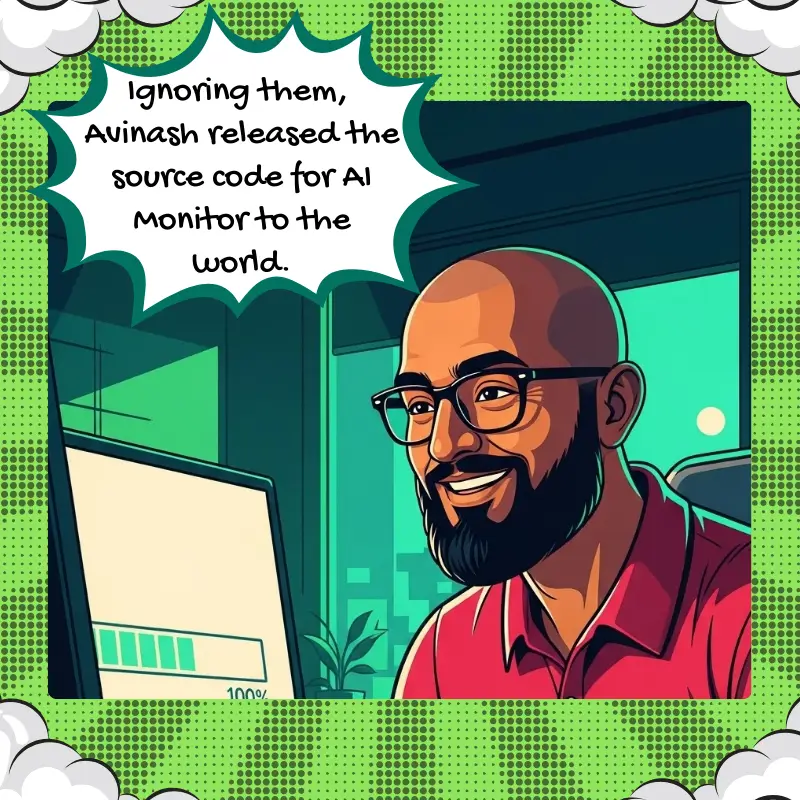 Ignoring them,
Avinash released the
source code for AI
Monitor to the
world.
100%